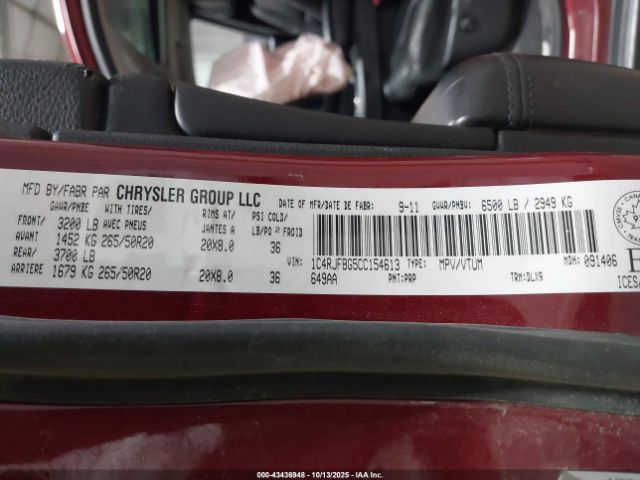 MFD BY/FABR PAR CHRYSLER GROUP LLC
DATE OF MFR/DATE DE FABR: 9-11 GVWR/PNBV: 6500 LB / 2949 KG
GAWR/PNBE WITH TIRES/ RIMS AT/ PSI COLD/
FRONT/ 3200 LB AVEC PNEUS JANTES A LB/PO² FROID
AVANT 1452 KG 265/50R20 20X8.0 36
REAR/ 3700 LB
ARRIERE 1679 KG 265/50R20 20X8.0 36
VIN: 1C4RJFBG5CC154613 TYPE: MPV/VTUM MDH: 091406
649AA PNT:PRP TRM:DLX9
ICES/
000-43436948 - 10/13/2025 - IAAI.COM